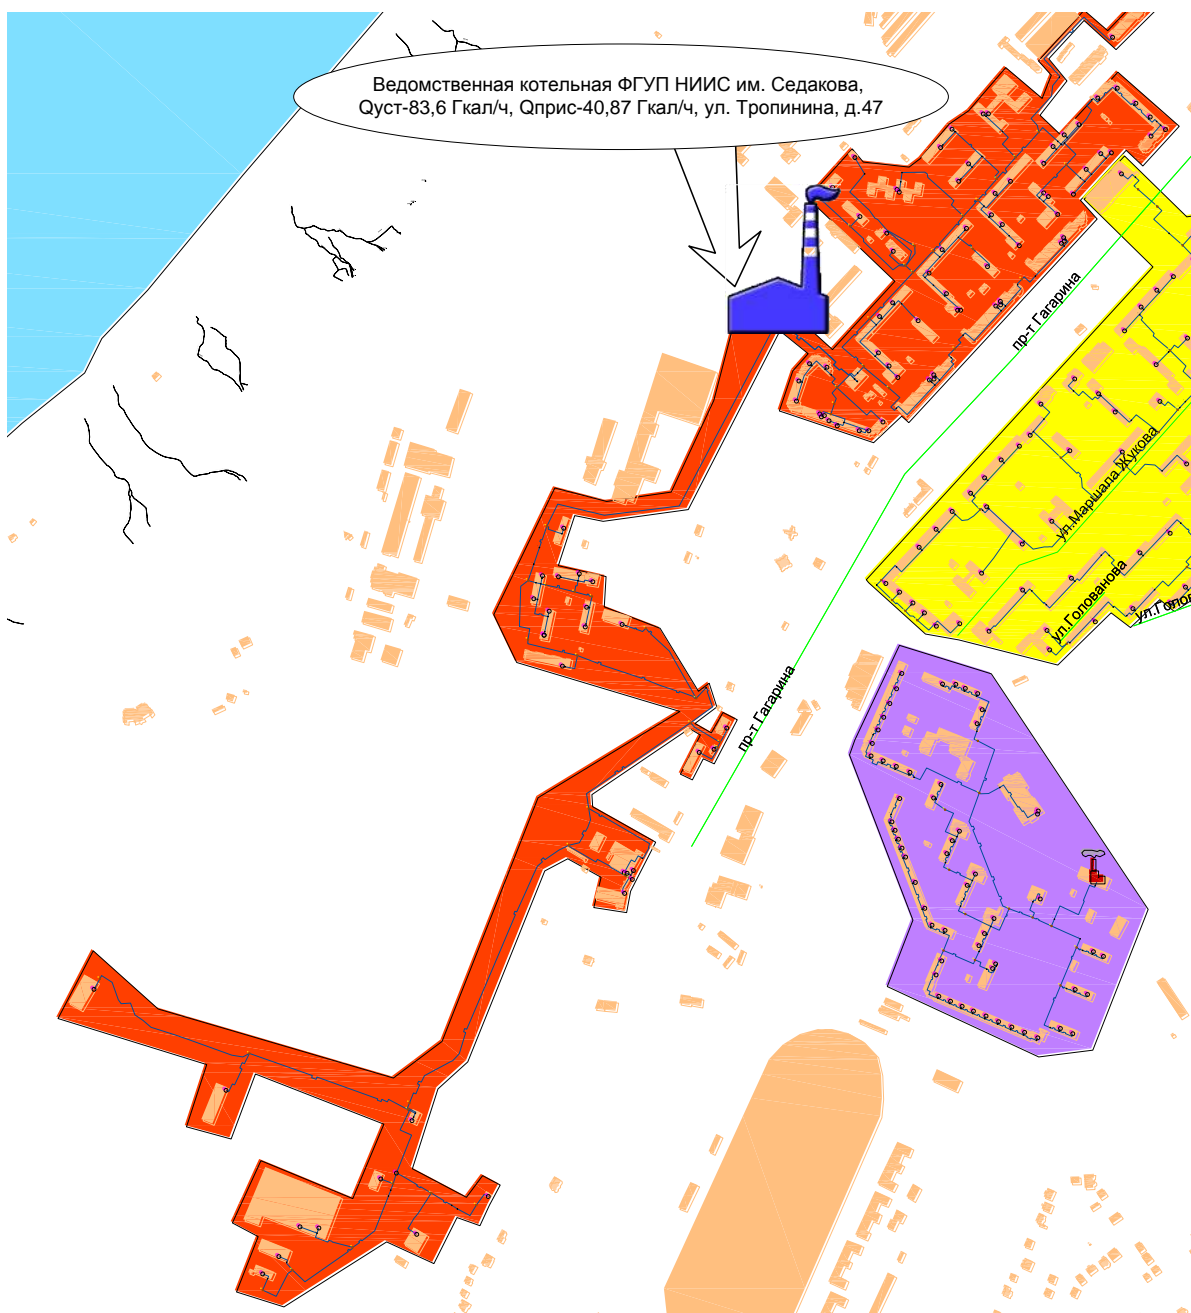 Ведомственная котельная ФГУП НИИС им. Седакова,
Qуст-83,6 Гкал/ч, Qприс-40,87 Гкал/ч, ул. Тропинина, д.47
пр-т Гагарина
ул.Маршала Жукова
ул.Голованова
пр-т Гагарина